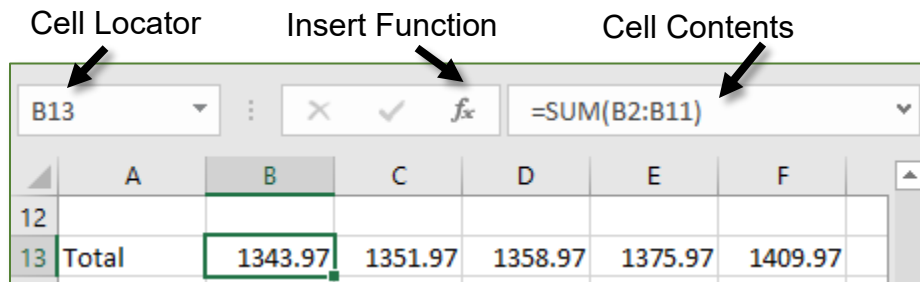 Cell Locator Insert Function Cell Contents
B13 fx =SUM(B2:B11)
A B C D E F
12
13 Total 1343.97 1351.97 1358.97 1375.97 1409.97